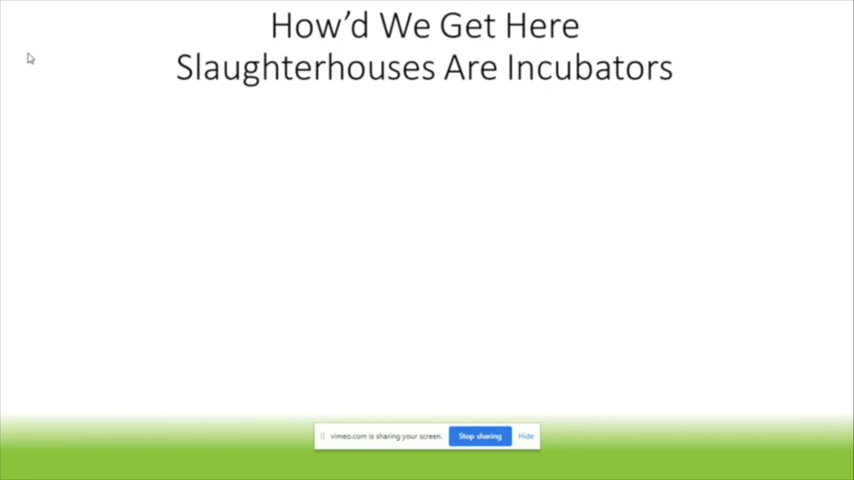 How'd We Get Here
Slaughterhouses Are Incubators
vimeo.com is sharing your screen. Stop sharing Hide